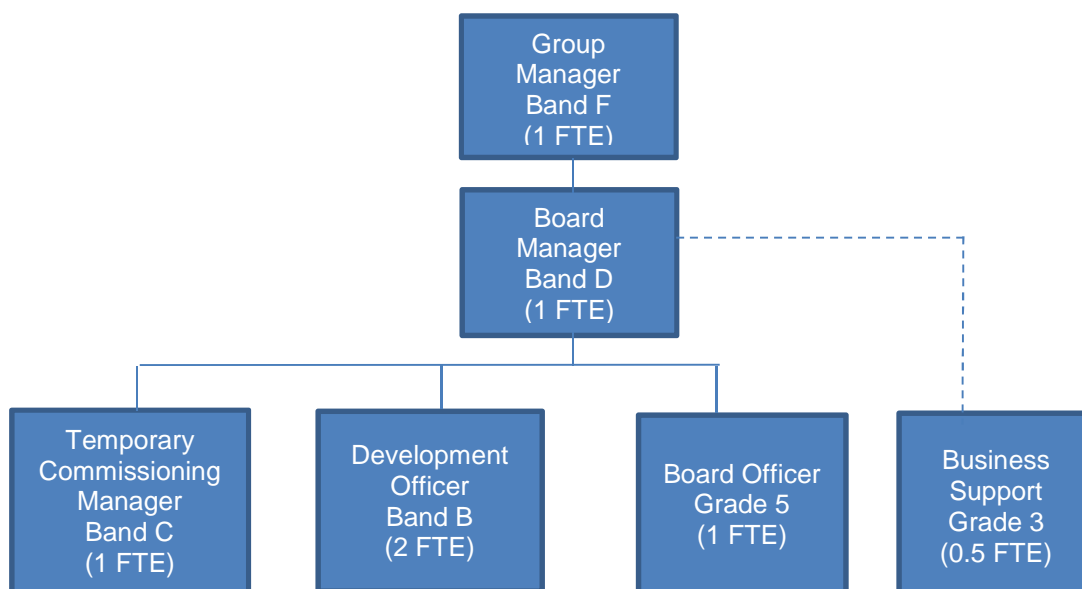 Group
Manager
Band F
(1 FTE)
Board
Manager
Band D
(1 FTE)
Temporary
Commissioning
Manager
Band C
(1 FTE)
Development
Officer
Band B
(2 FTE)
Board Officer
Grade 5
(1 FTE)
Business
Support
Grade 3
(0.5 FTE)